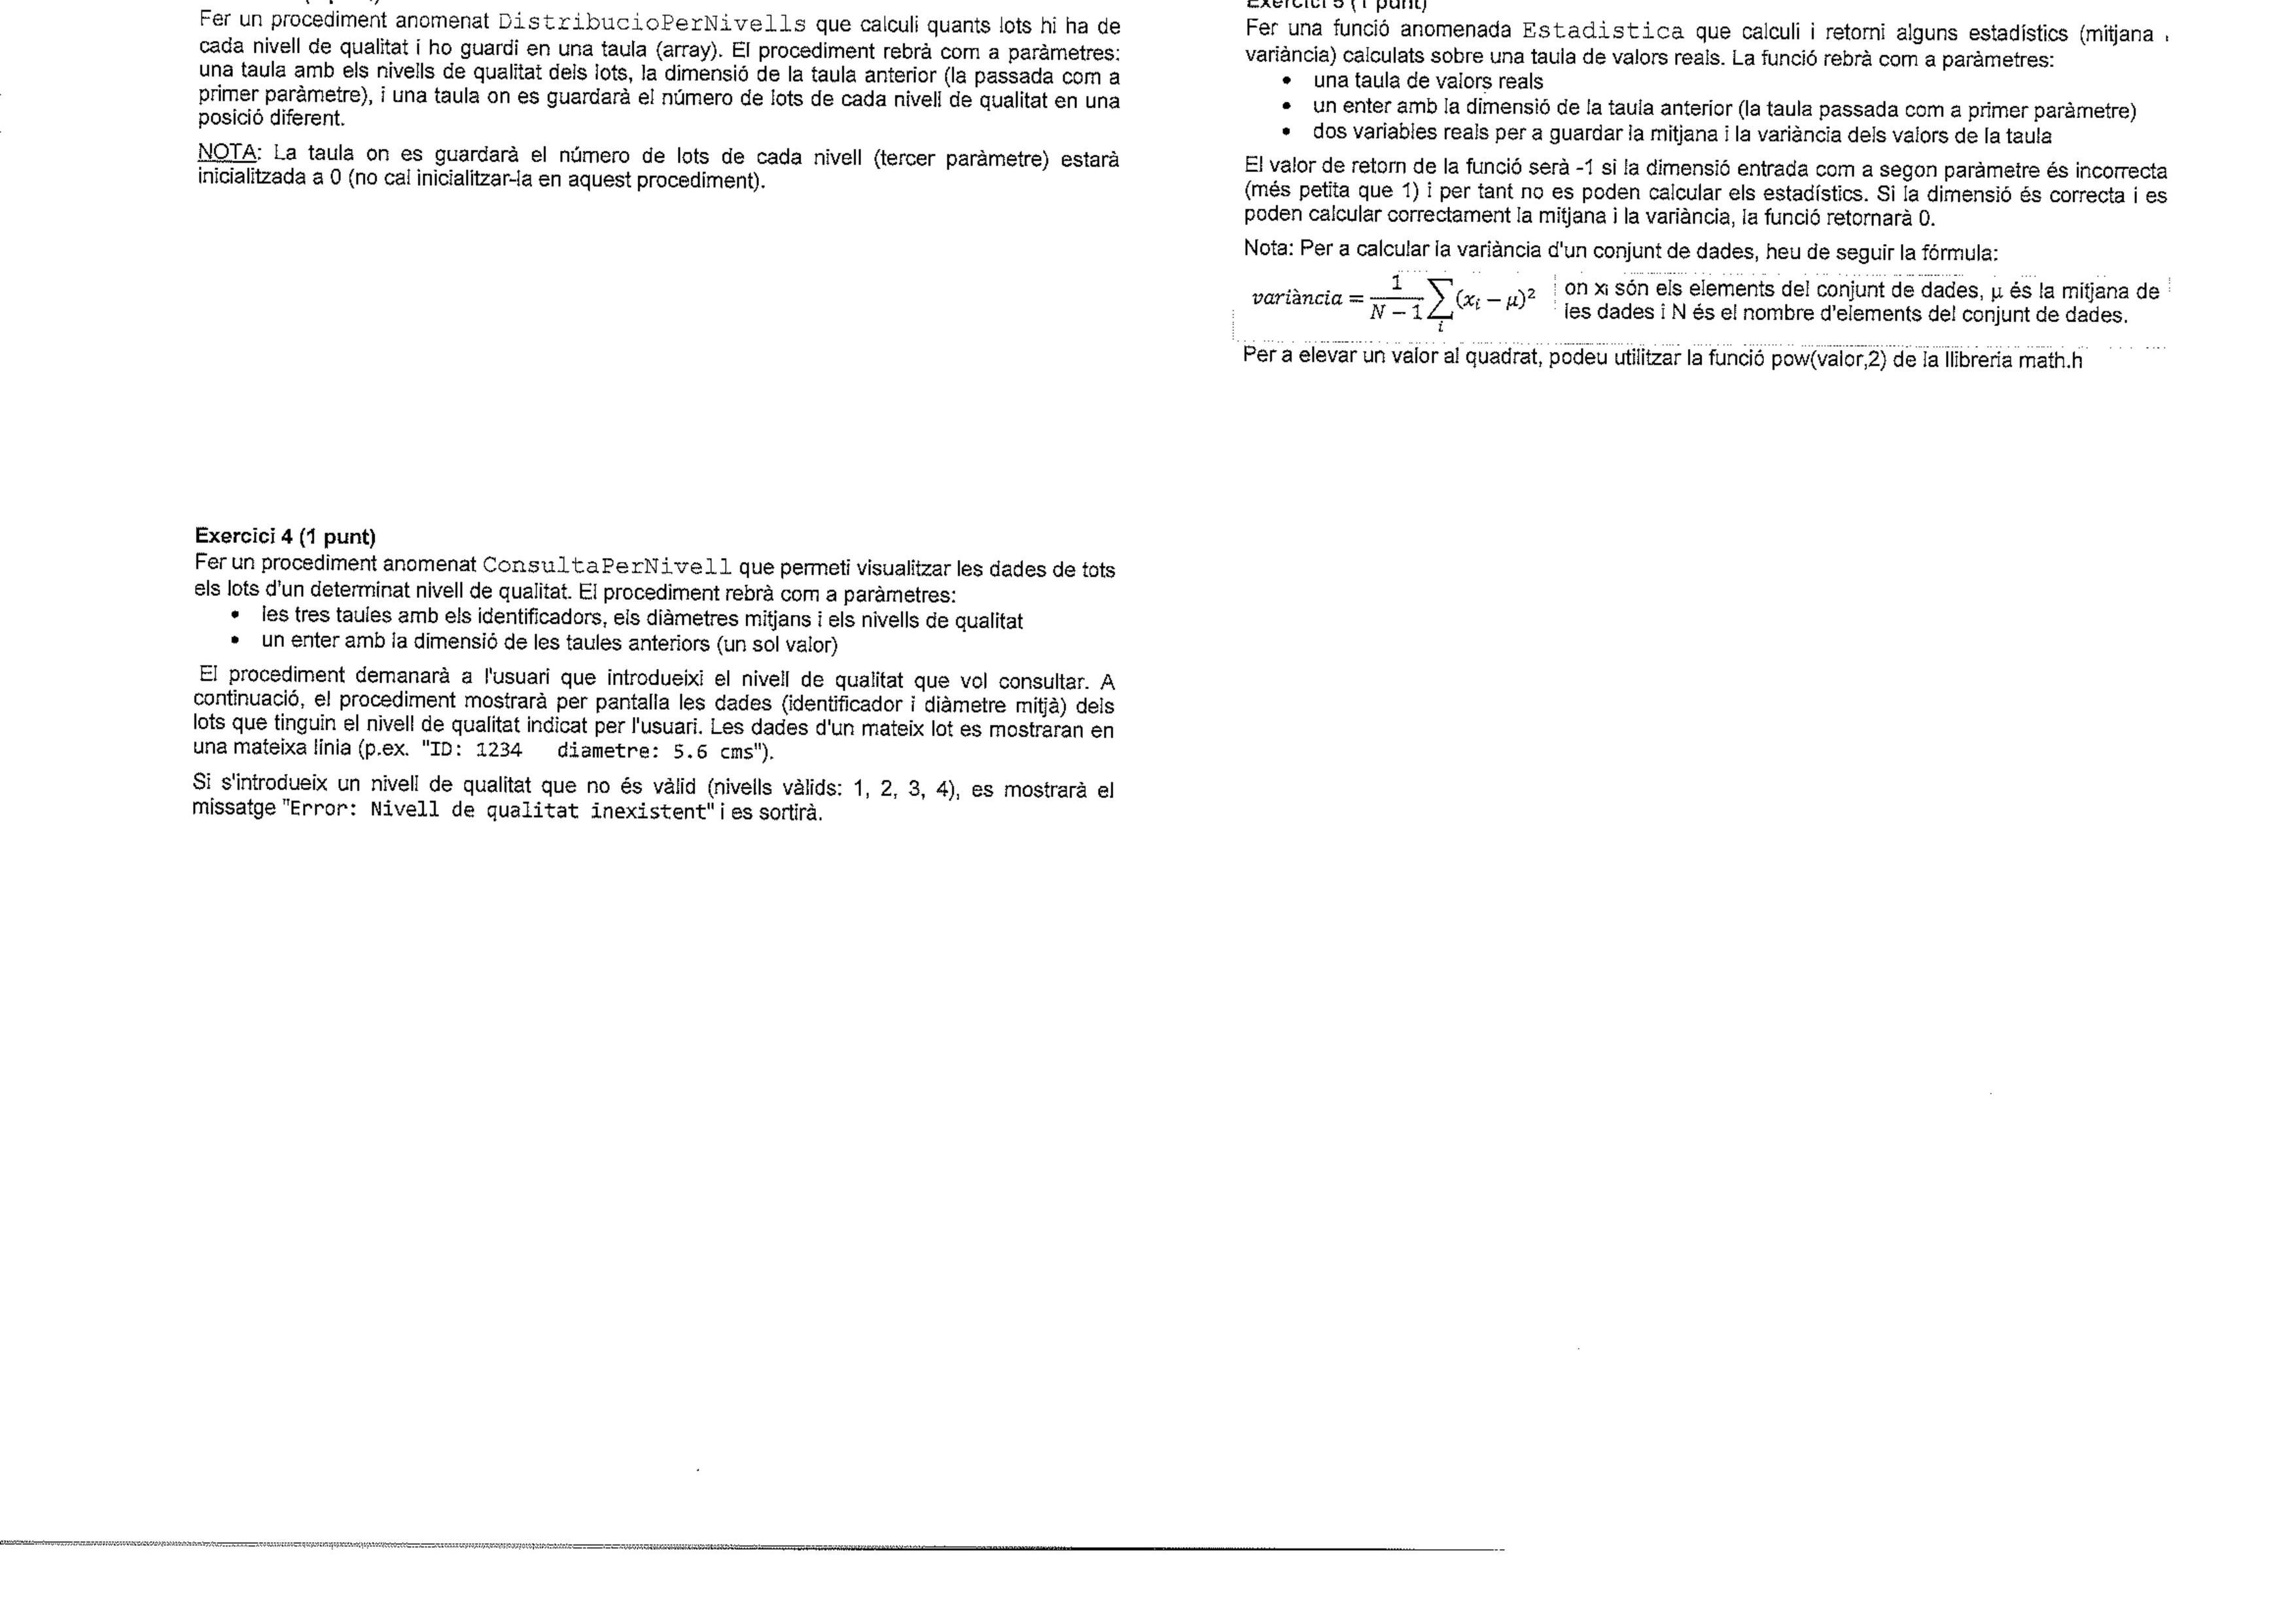 Fer un procediment anomenat DistribucioPerNivells que calculi quants lots hi ha de
cada nivell de qualitat i ho guardi en una taula (array). El procediment rebrà com a paràmetres:
una taula amb els nivells de qualitat dels lots, la dimensió de la taula anterior (la passada com a
primer paràmetre), i una taula on es guardarà el número de lots de cada nivell de qualitat en una
posició diferent.
NOTA: La taula on es guardarà el número de lots de cada nivell (tercer paràmetre) estarà
inicialitzada a 0 (no cal inicialitzar-la en aquest procediment).
Exercici 4 (1 punt)
Fer un procediment anomenat ConsultaPerNivell que permeti visualitzar les dades de tots
els lots d'un determinat nivell de qualitat. El procediment rebrà com a paràmetres:
• les tres taules amb els identificadors, els diàmetres mitjans i els nivells de qualitat
• un enter amb la dimensió de les taules anteriors (un sol valor)
El procediment demanarà a l'usuari que introdueixi el nivell de qualitat que vol consultar. A
continuació, el procediment mostrarà per pantalla les dades (identificador i diàmetre mitjà) dels
lots que tinguin el nivell de qualitat indicat per l'usuari. Les dades d'un mateix lot es mostraran en
una mateixa línia (p.ex. "ID: 1234   diametre: 5.6 cms").
Si s'introdueix un nivell de qualitat que no és vàlid (nivells vàlids: 1, 2, 3, 4), es mostrarà el
missatge "Error: Nivell de qualitat inexistent" i es sortirà.
Exercici 5 (1 punt)
Fer una funció anomenada Estadistica que calculi i retorni alguns estadístics (mitjana
variància) calculats sobre una taula de valors reals. La funció rebrà com a paràmetres:
• una taula de valors reals
• un enter amb la dimensió de la taula anterior (la taula passada com a primer paràmetre)
• dos variables reals per a guardar la mitjana i la variància dels valors de la taula
El valor de retorn de la funció serà -1 si la dimensió entrada com a segon paràmetre és incorrecta
(més petita que 1) i per tant no es poden calcular els estadístics. Si la dimensió és correcta i es
poden calcular correctament la mitjana i la variància, la funció retornarà 0.
Nota: Per a calcular la variància d'un conjunt de dades, heu de seguir la fórmula:
variància = 1/(N − 1) ∑i (xi − μ)²
on xi són els elements del conjunt de dades, μ és la mitjana de
les dades i N és el nombre d'elements del conjunt de dades.
Per a elevar un valor al quadrat, podeu utilitzar la funció pow(valor,2) de la llibreria math.h